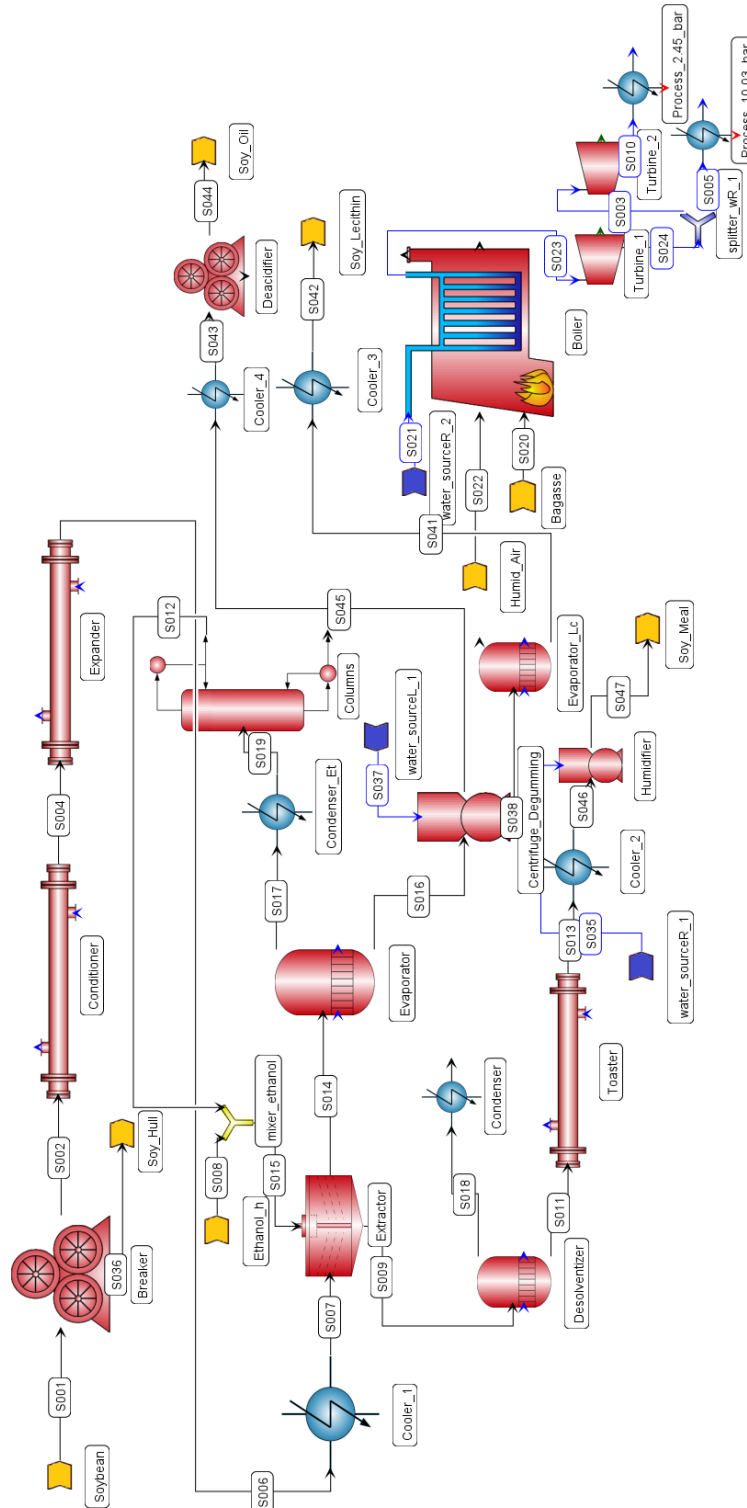 Soybean
S001
Breaker
S036
Soy_Hull
S002
Conditioner
S004
Expander
S006
Cooler_1
S007
Extractor
S008
Ethanol_h
mixer_ethanol
S015
S012
S014
Evaporator
S017
Condenser_Et
S019
Columns
S045
S016
S009
Desolventizer
S018
Condenser
S011
Toaster
S013
S035
water_sourceR_1
Cooler_2
S046
Humidifier
S047
Soy_Meal
water_sourceL_1
S037
Centrifuge_Degumming
S038
Evaporator_Lc
S041
Cooler_3
S042
Soy_Lecithin
Cooler_4
S043
Deacidifier
S044
Soy_Oil
Humid_Air
S022
Bagasse
S020
water_sourceR_2
S021
Boiler
S023
Turbine_1
S024
S003
splitter_wR_1
Turbine_2
S010
S005
Process_2.45_bar
Process_10.03_bar